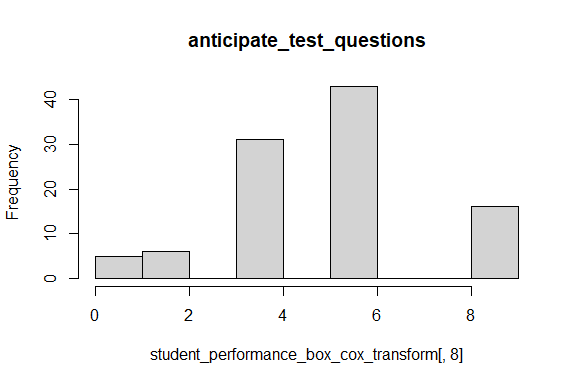 anticipate_test_questions
Frequency
40
30
20
10
0
0 2 4 6 8
student_performance_box_cox_transform[, 8]